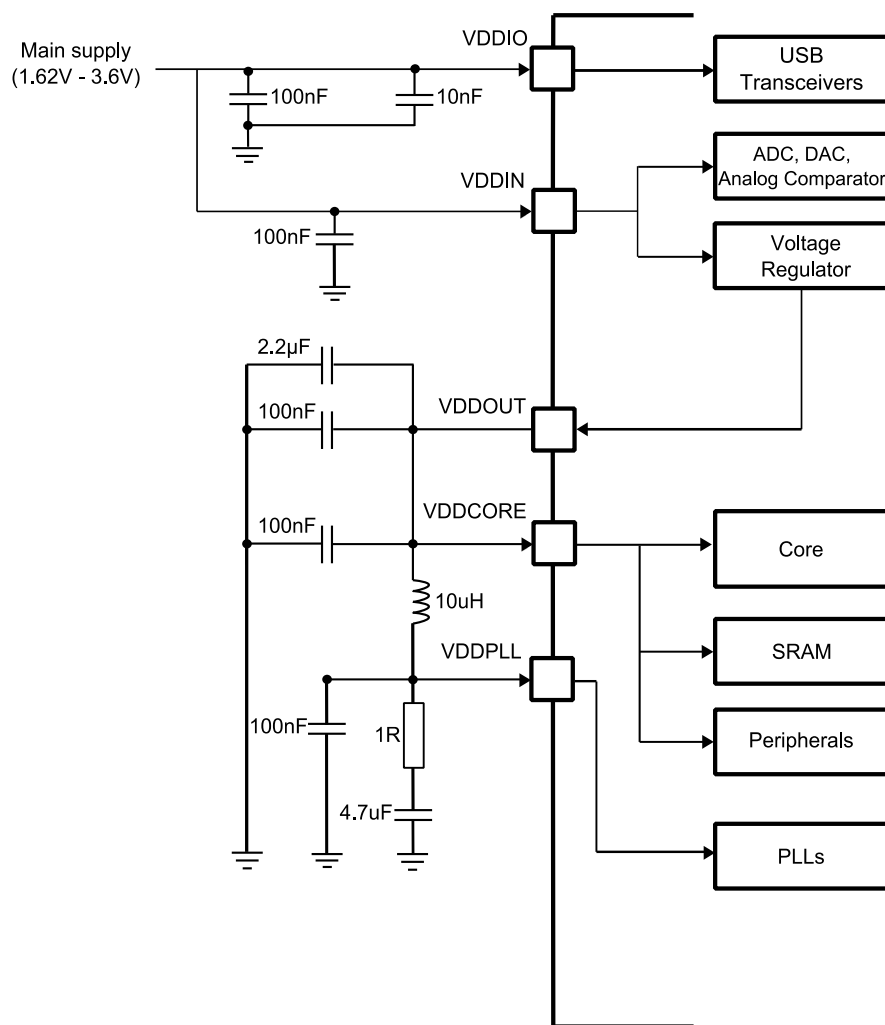 VDDIO
Main supply
(1.62V - 3.6V)
USB
Transceivers
100nF
10nF
ADC, DAC,
Analog Comparator
VDDIN
100nF
Voltage
Regulator
2.2µF
100nF
VDDOUT
100nF
VDDCORE
Core
10uH
VDDPLL
SRAM
100nF
1R
Peripherals
4.7uF
PLLs